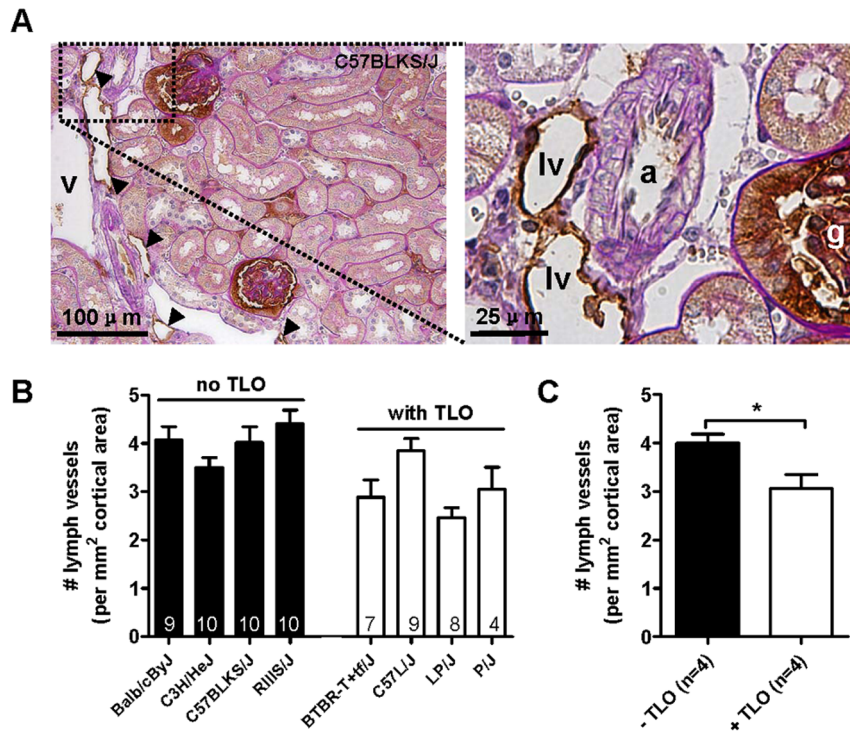 A
C57BLKS/J
v
100 μm
lv
a
g
lv
25 μm
B
no TLO
with TLO
# lymph vessels
(per mm² cortical area)
5
4
3
2
1
0
9
10
10
10
7
9
8
4
Balb/cByJ
C3H/HeJ
C57BLKS/J
RIIIS/J
BTBR-T+tf/J
C57L/J
LP/J
P/J
C
*
# lymph vessels
(per mm² cortical area)
5
4
3
2
1
0
- TLO (n=4)
+ TLO (n=4)